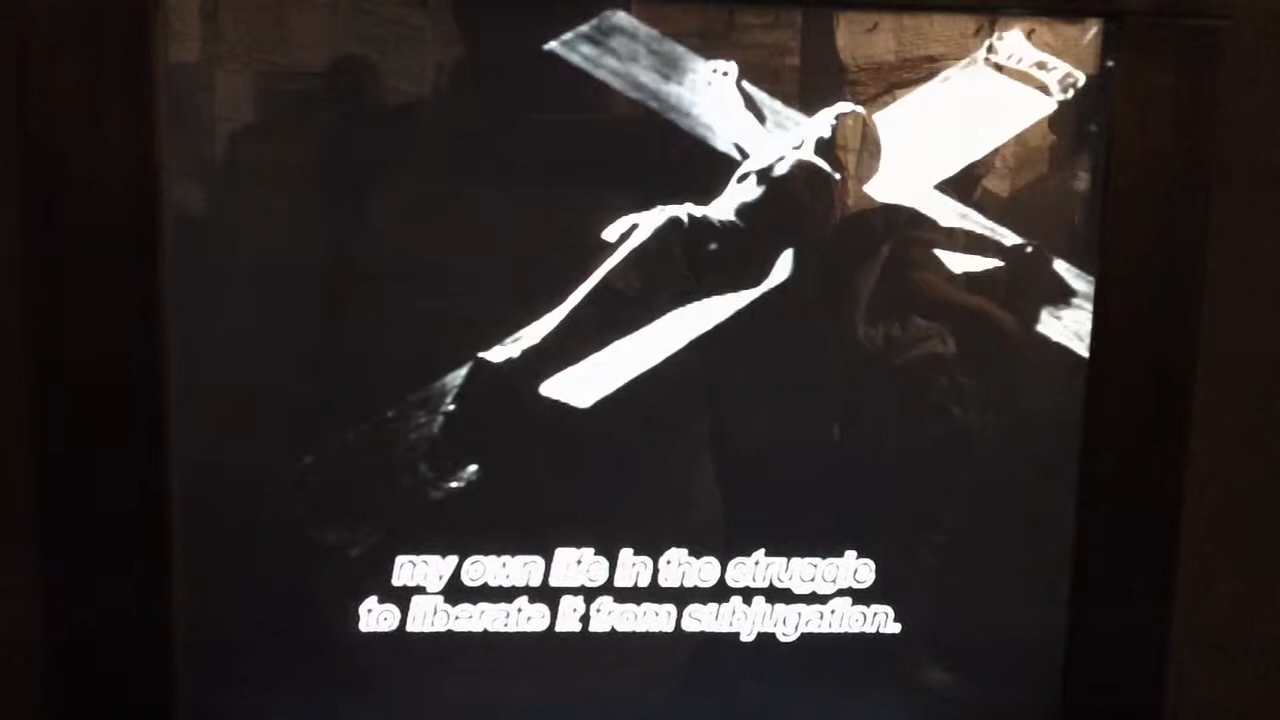 my own life in the struggle
to liberate it from subjugation.